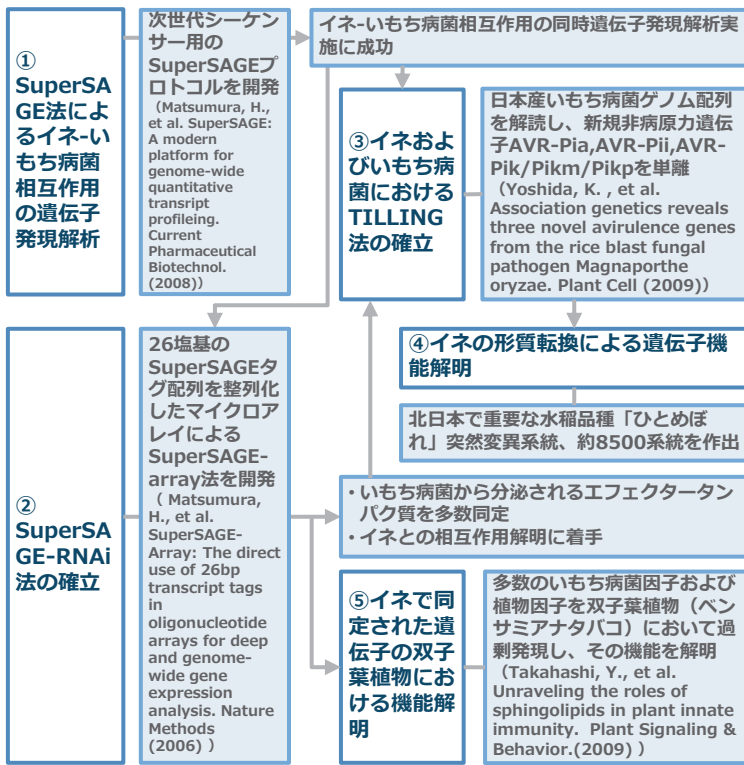 ①
SuperSA
GE法によ
るイネ-い
もち病菌
相互作用
の遺伝子
発現解析
次世代シーケン
サー用の
SuperSAGEプ
ロトコルを開発
（Matsumura, H.,
et al. SuperSAGE:
A modern
platform for
genome-wide
quantitative
transript
profileing.
Current
Pharmaceutical
Biotechnol.
(2008)）
イネ-いもち病菌相互作用の同時遺伝子発現解析実
施に成功
③イネおよ
びいもち病
菌における
TILLING
法の確立
日本産いもち病菌ゲノム配列
を解読し、新規非病原力遺伝
子AVR-Pia,AVR-Pii,AVR-
Pik/Pikm/Pikpを単離
（Yoshida, K. , et al.
Association genetics reveals
three novel avirulence genes
from the rice blast fungal
pathogen Magnaporthe
oryzae. Plant Cell (2009)）
④イネの形質転換による遺伝子機
能解明
北日本で重要な水稲品種「ひとめぼ
れ」突然変異系統、約8500系統を作出
②
SuperSA
GE-RNAi
法の確立
26塩基の
SuperSAGEタ
グ配列を整列化
したマイクロア
レイによる
SuperSAGE-
array法を開発
（ Matsumura,
H., et al.
SuperSAGE-
Array: The direct
use of 26bp
transcript tags
in
oligonucleotide
arrays for deep
and genome-
wide gene
expression
analysis. Nature
Methods
(2006) ）
・いもち病菌から分泌されるエフェクタータン
パク質を多数同定
・イネとの相互作用解明に着手
⑤イネで同
定された遺
伝子の双子
葉植物にお
ける機能解
明
多数のいもち病菌因子および
植物因子を双子葉植物（ベン
サミアナタバコ）において過
剰発現し、その機能を解明
（Takahashi, Y., et al.
Unraveling the roles of
sphingolipids in plant innate
immunity. Plant Signaling &
Behavior.(2009) ）